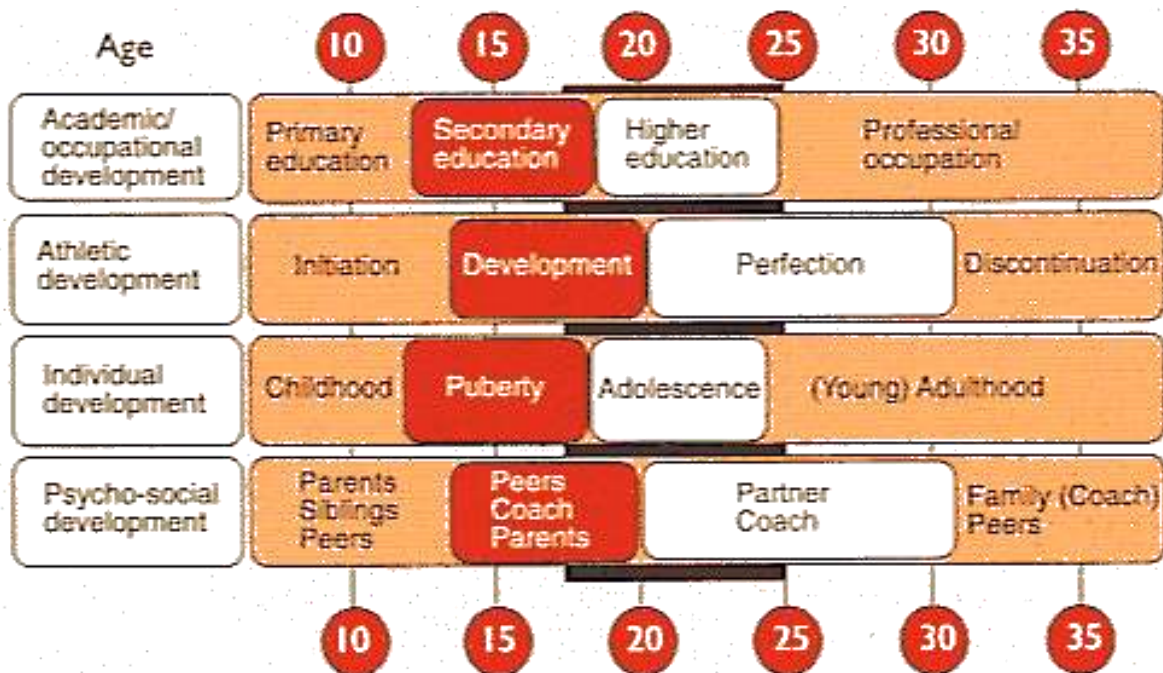 Age
10
15
20
25
30
35
Academic/
occupational
development
Primary
education
Secondary
education
Higher
education
Professional
occupation
Athletic
development
Initiation
Development
Perfection
Discontinuation
Individual
development
Childhood
Puberty
Adolescence
(Young) Adulthood
Psycho-social
development
Parents
Siblings
Peers
Peers
Coach
Parents
Partner
Coach
Family (Coach)
Peers
10
15
20
25
30
35